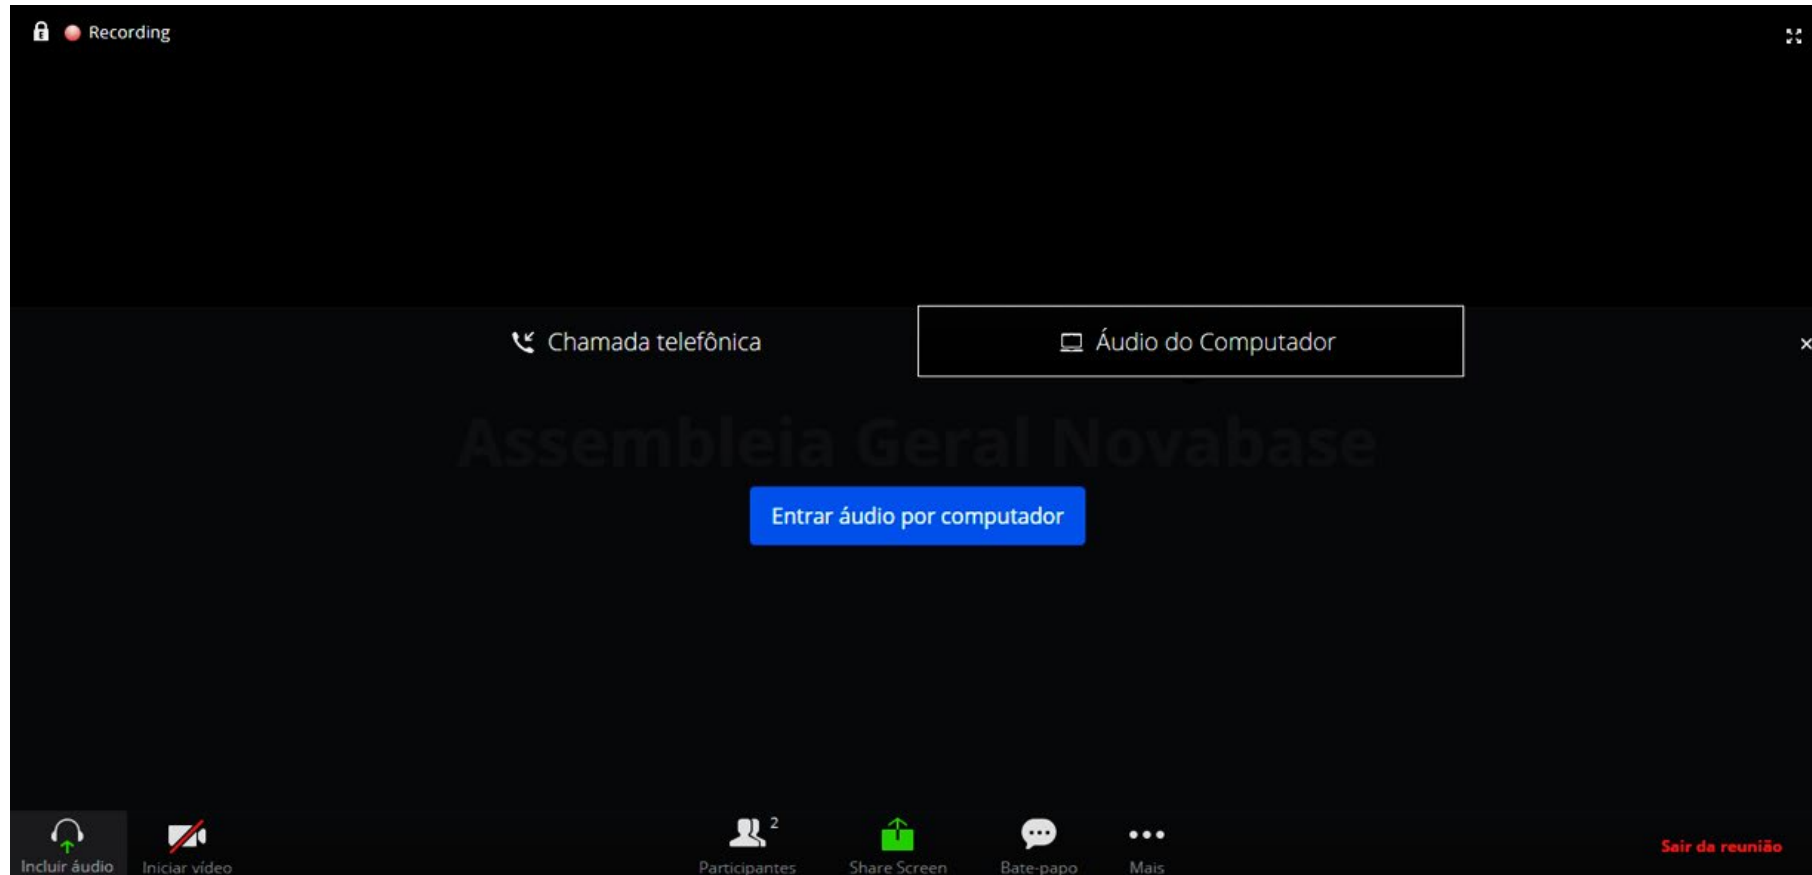 Recording
Chamada telefônica
Áudio do Computador
Assembleia Geral Novabase
Entrar áudio por computador
2
Incluir áudio
Iniciar vídeo
Participantes
Share Screen
Bate-papo
Mais
Sair da reunião